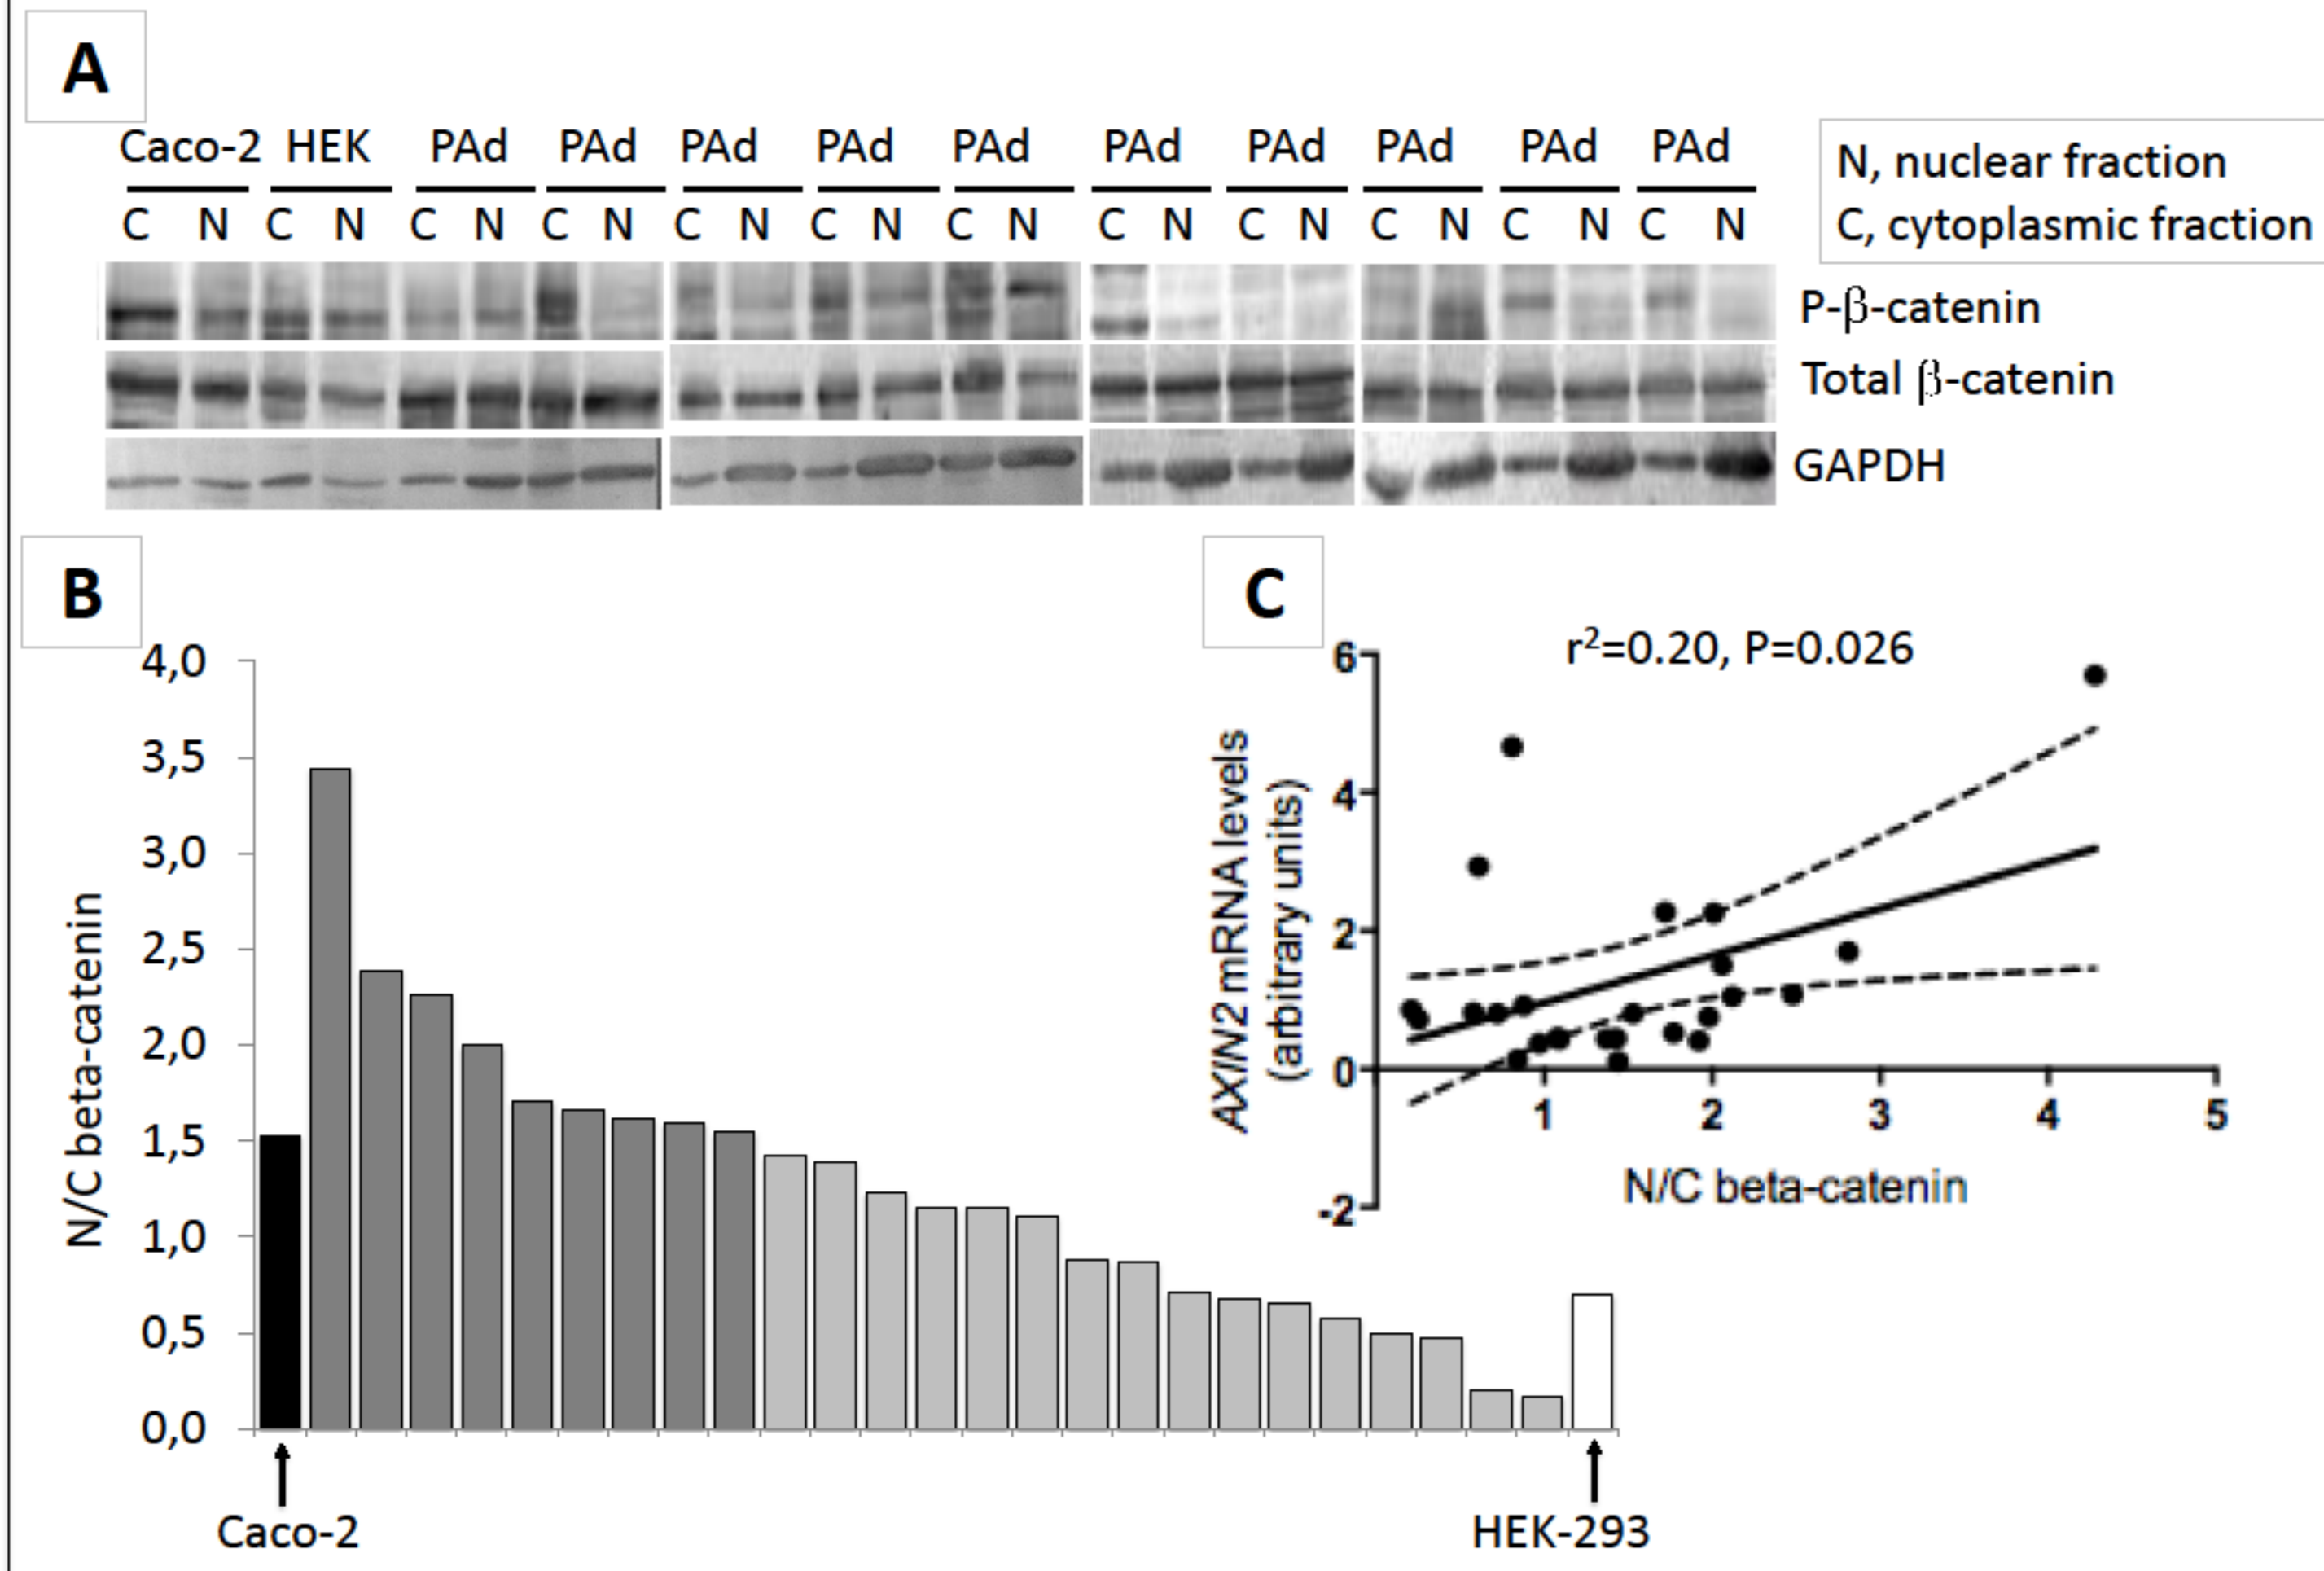 A
Caco-2 HEK PAd PAd PAd PAd PAd PAd PAd PAd PAd PAd
C N C N C N C N C N C N C N C N C N C N C N C N
N, nuclear fraction
C, cytoplasmic fraction
P-β-catenin
Total β-catenin
GAPDH
B
N/C beta-catenin
4,0
3,5
3,0
2,5
2,0
1,5
1,0
0,5
0,0
Caco-2
HEK-293
C
r²=0.20, P=0.026
AXIN2 mRNA levels
(arbitrary units)
6
4
2
0
-2
1 2 3 4 5
N/C beta-catenin